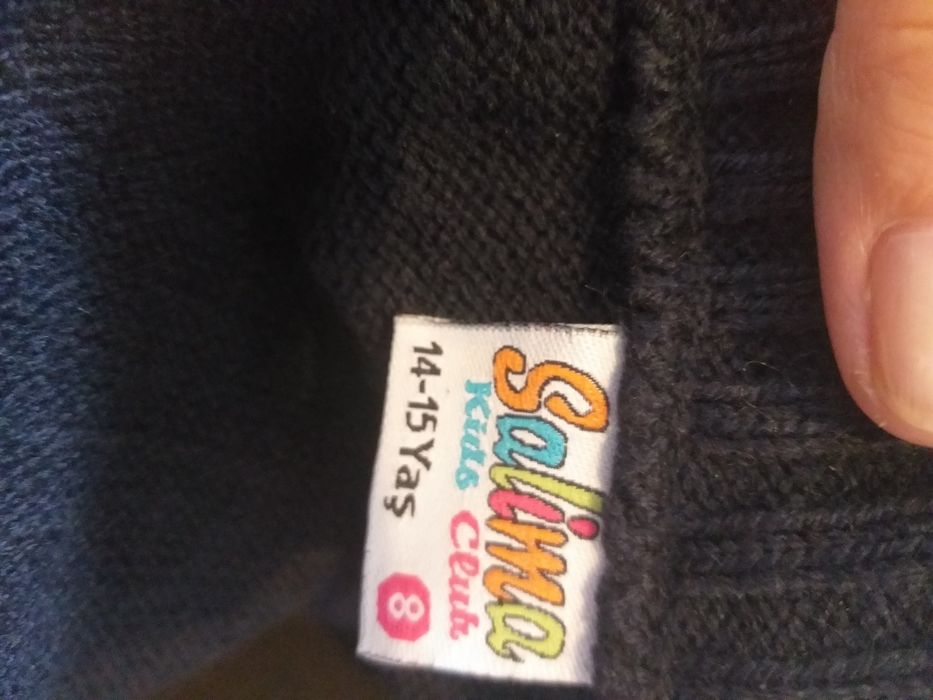 Salima
Kids Club
14-15 Yaş 8